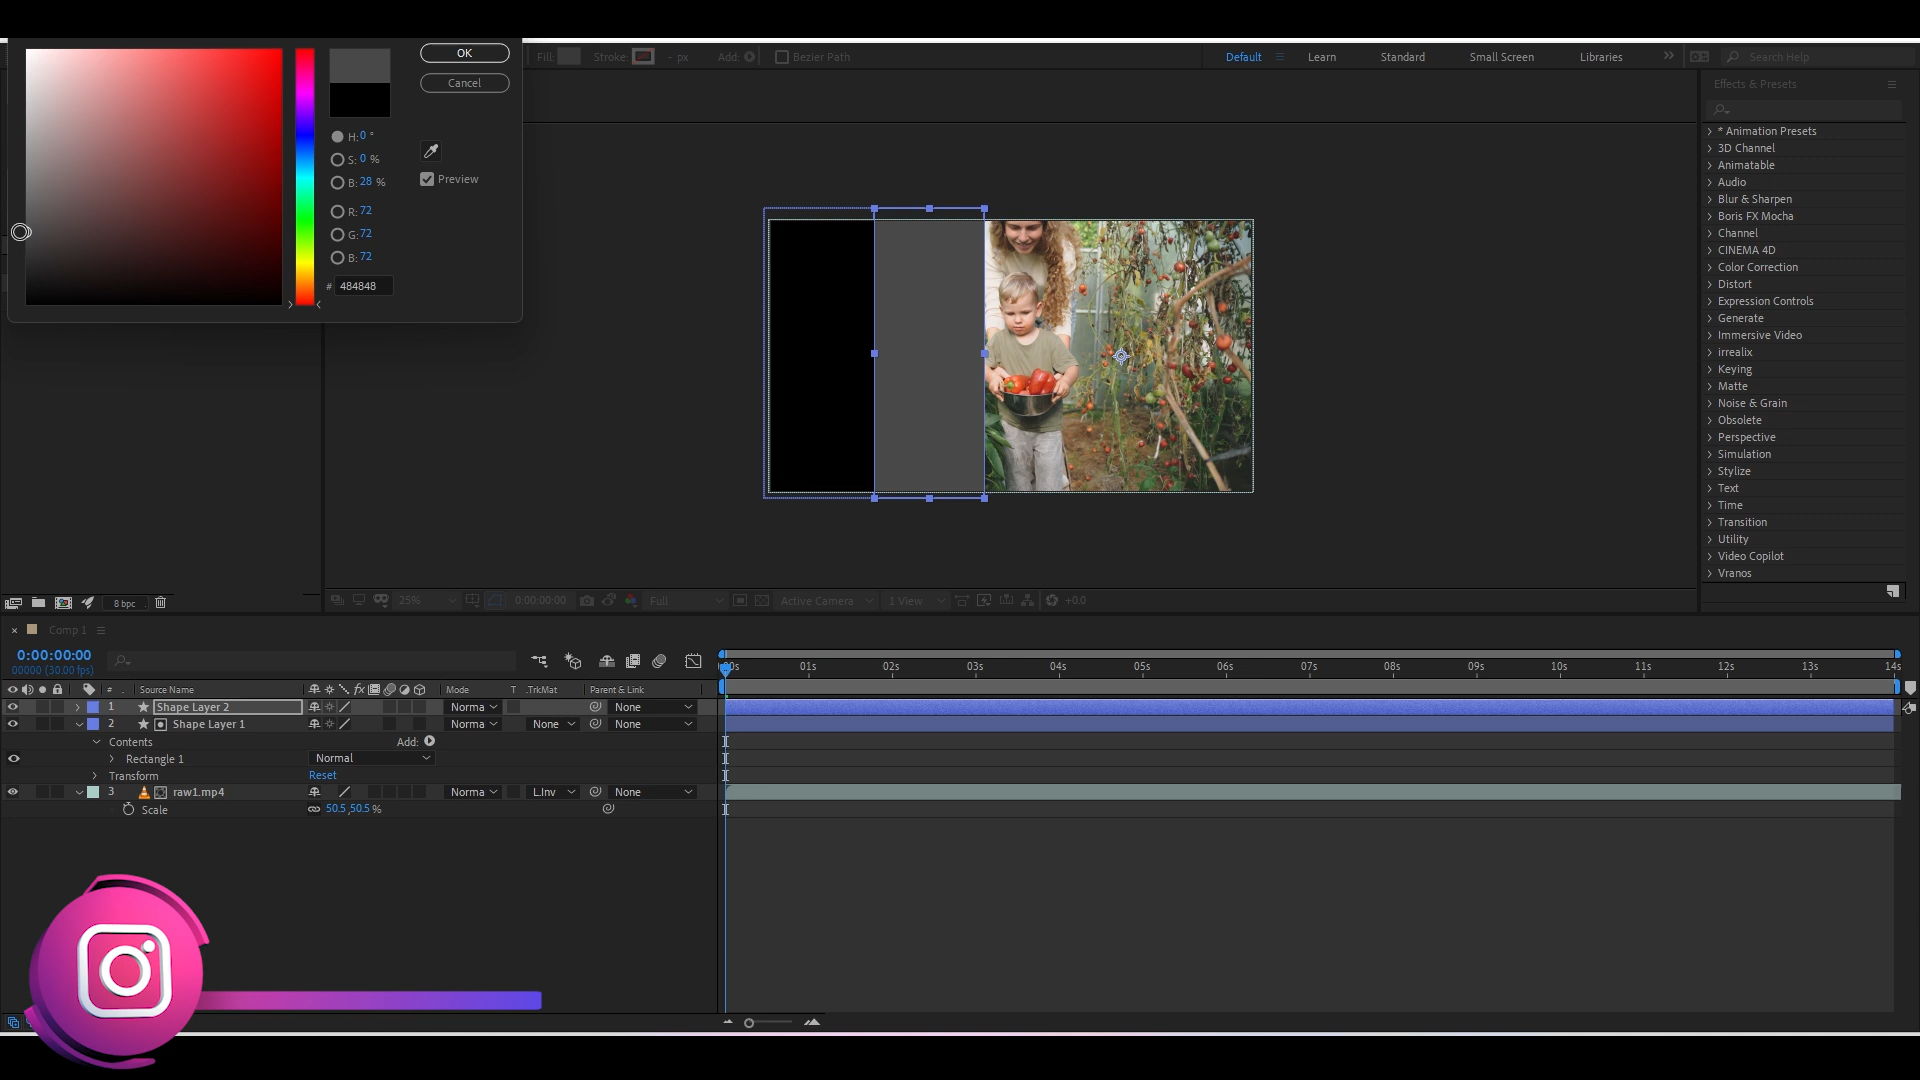 OK
Cancel
H: 0 °
S: 0 %
B: 28 %
R: 72
G: 72
B: 72
# 484848
Preview
Fill:
Stroke:
- px
Add:
Bezier Path
Default
Learn
Standard
Small Screen
Libraries
Search Help
Effects & Presets
* Animation Presets
3D Channel
Animatable
Audio
Blur & Sharpen
Boris FX Mocha
Channel
CINEMA 4D
Color Correction
Distort
Expression Controls
Generate
Immersive Video
irrealix
Keying
Matte
Noise & Grain
Obsolete
Perspective
Simulation
Stylize
Text
Time
Transition
Utility
Video Copilot
Vranos
8 bpc
25%
0:00:00:00
Full
Active Camera
1 View
+0.0
Comp 1
0:00:00:00
00000 (30.00 fps)
# Source Name Mode T .TrkMat Parent & Link
1 Shape Layer 2 Norma None
2 Shape Layer 1 Norma None None
Contents Add:
Rectangle 1 Normal
Transform Reset
3 raw1.mp4 Norma L.Inv None
Scale 50.5,50.5 %
:00s 01s 02s 03s 04s 05s 06s 07s 08s 09s 10s 11s 12s 13s 14s